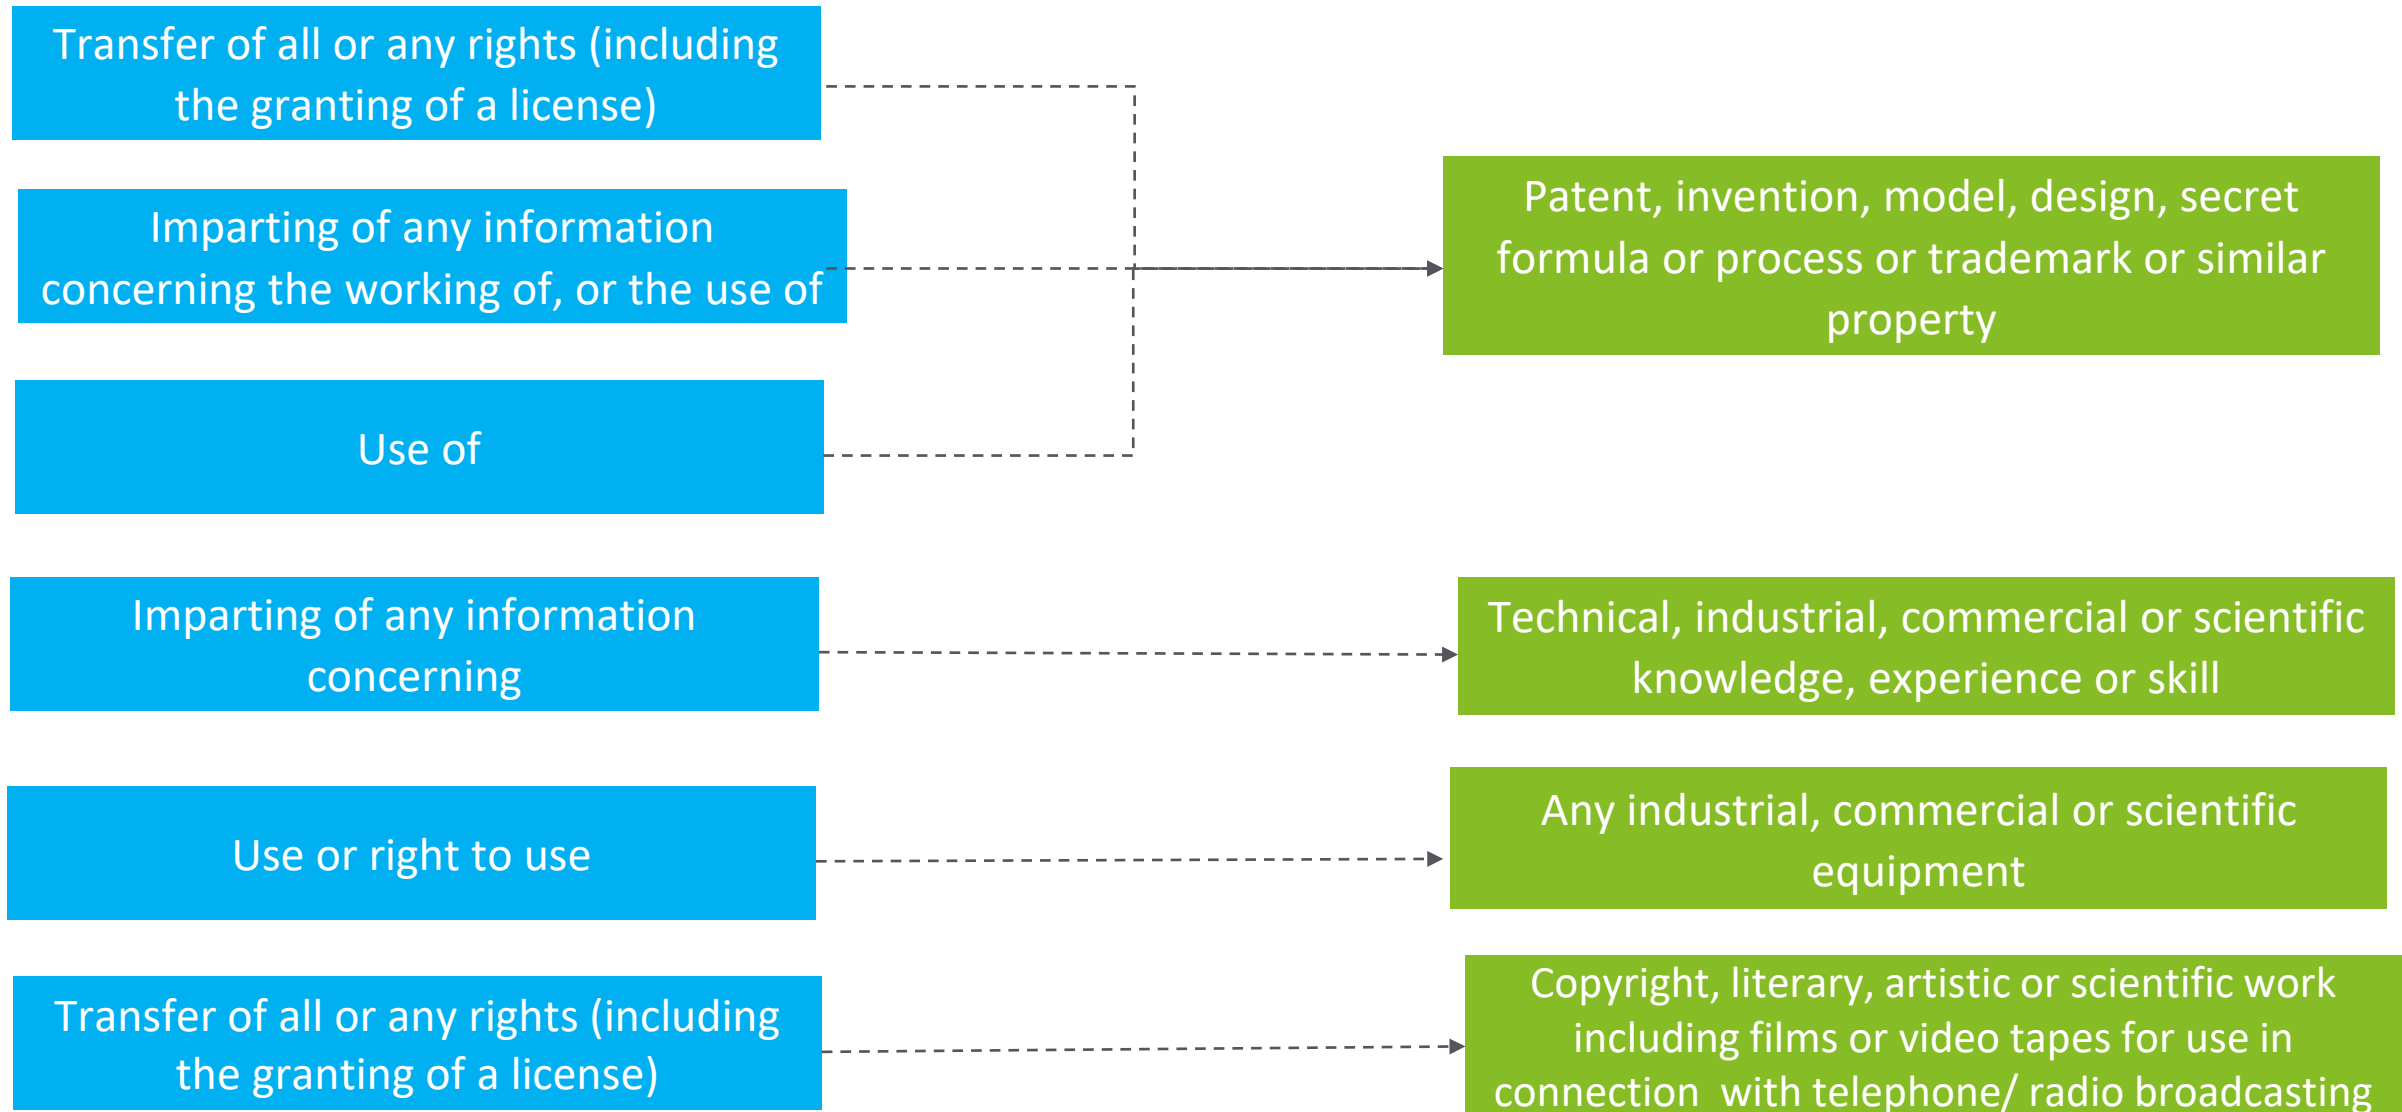 Transfer of all or any rights (including
the granting of a license)
Imparting of any information
concerning the working of, or the use of
Use of
Patent, invention, model, design, secret
formula or process or trademark or similar
property
Imparting of any information
concerning
Technical, industrial, commercial or scientific
knowledge, experience or skill
Use or right to use
Any industrial, commercial or scientific
equipment
Transfer of all or any rights (including
the granting of a license)
Copyright, literary, artistic or scientific work
including films or video tapes for use in
connection  with telephone/ radio broadcasting